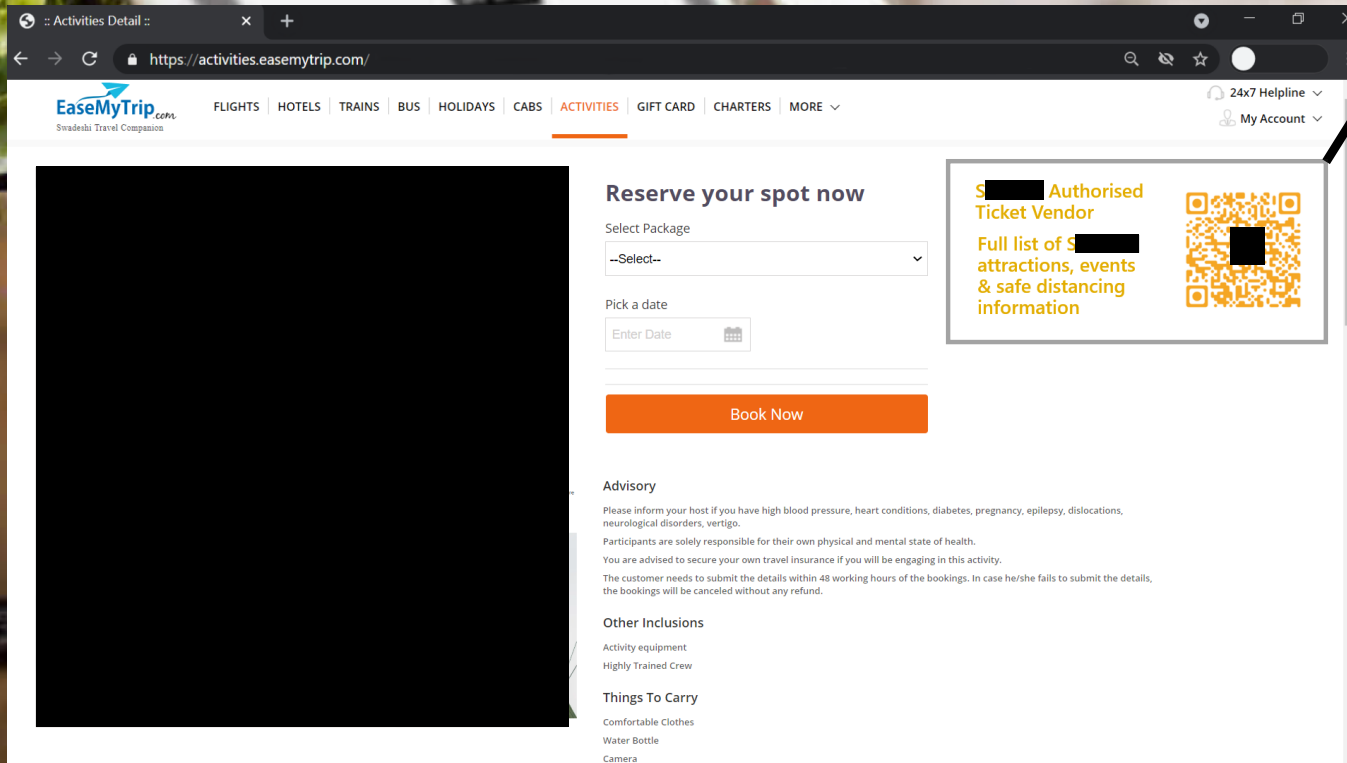 :: Activities Detail ::
https://activities.easemytrip.com/
EaseMyTrip.com
Swadeshi Travel Companion
FLIGHTS HOTELS TRAINS BUS HOLIDAYS CABS ACTIVITIES GIFT CARD CHARTERS MORE
24x7 Helpline
My Account
Reserve your spot now
Select Package
--Select--
Pick a date
Enter Date
Book Now
S Authorised
Ticket Vendor
Full list of S
attractions, events
& safe distancing
information
Advisory
Please inform your host if you have high blood pressure, heart conditions, diabetes, pregnancy, epilepsy, dislocations,
neurological disorders, vertigo.
Participants are solely responsible for their own physical and mental state of health.
You are advised to secure your own travel insurance if you will be engaging in this activity.
The customer needs to submit the details within 48 working hours of the bookings. In case he/she fails to submit the details,
the bookings will be canceled without any refund.
Other Inclusions
Activity equipment
Highly Trained Crew
Things To Carry
Comfortable Clothes
Water Bottle
Camera